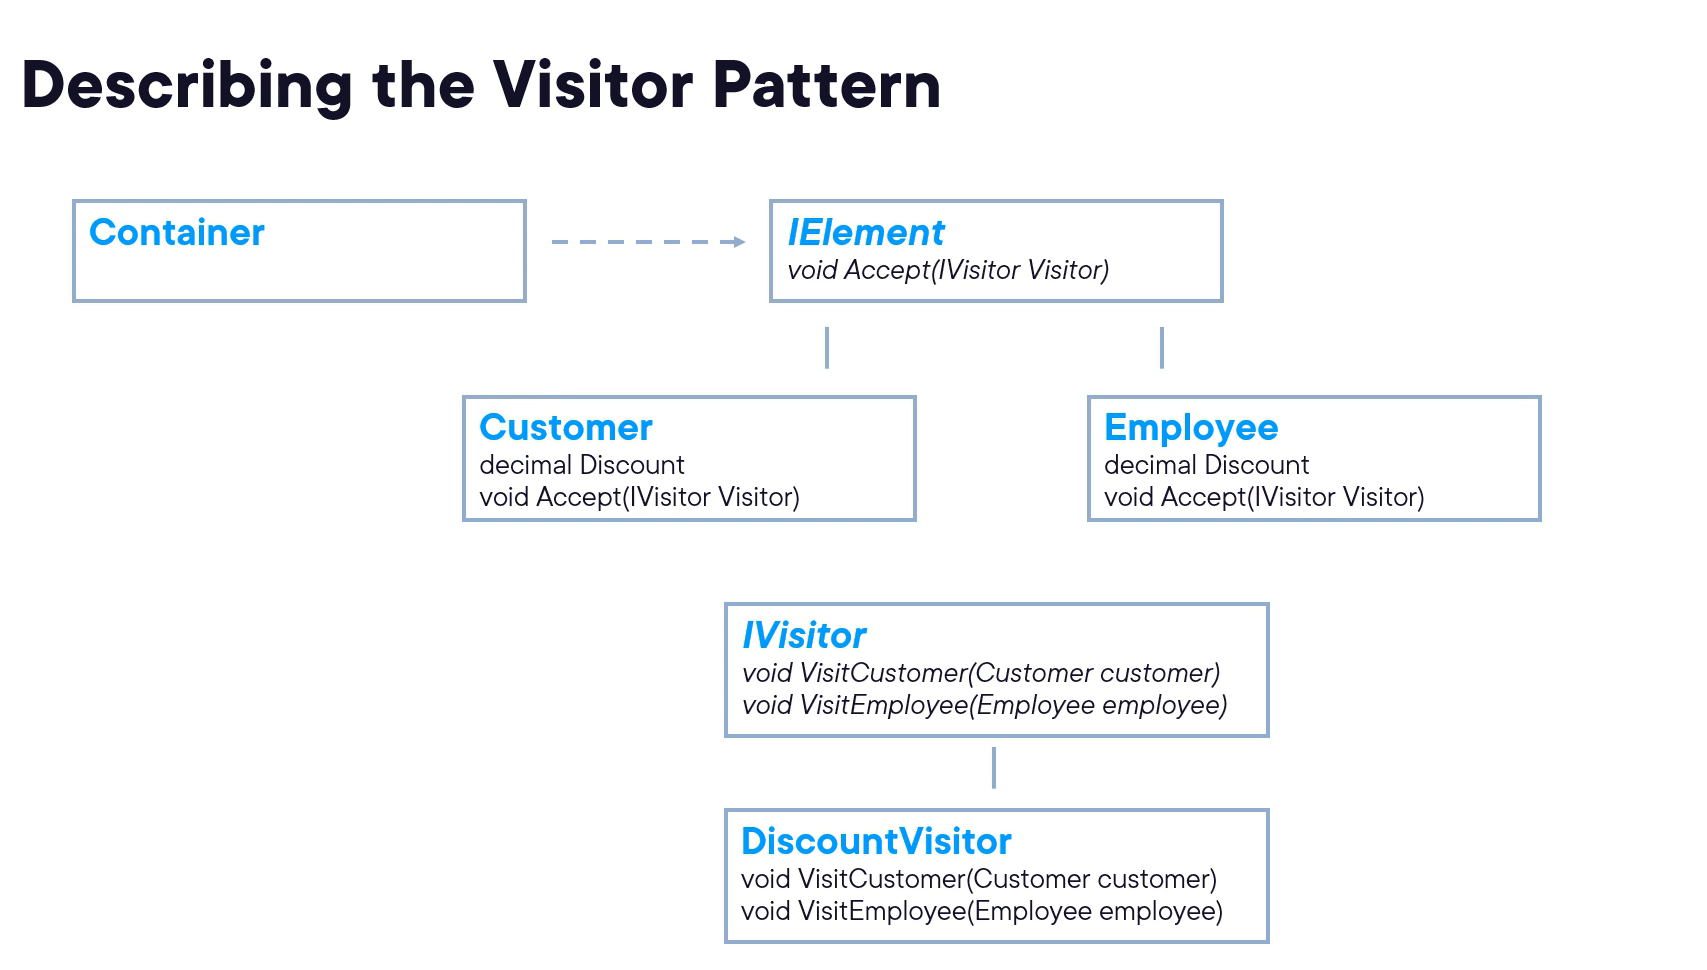 Describing the Visitor Pattern
Container
IElement
void Accept(IVisitor Visitor)
Customer
decimal Discount
void Accept(IVisitor Visitor)
Employee
decimal Discount
void Accept(IVisitor Visitor)
IVisitor
void VisitCustomer(Customer customer)
void VisitEmployee(Employee employee)
DiscountVisitor
void VisitCustomer(Customer customer)
void VisitEmployee(Employee employee)